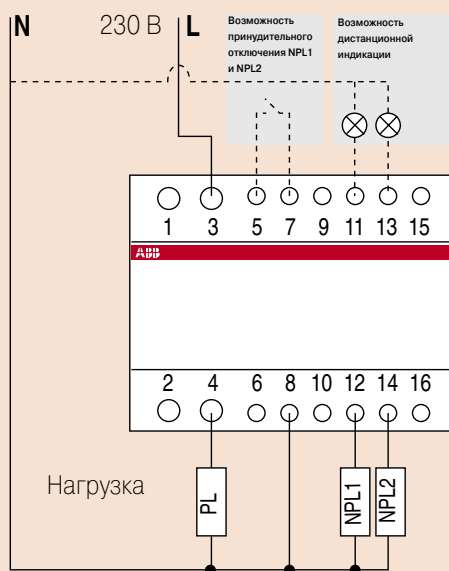 N 230 В L
Возможность
принудительного
отключения NPL1
и NPL2
Возможность
дистанционной
индикации
1 3 5 7 9 11 13 15
ABB
2 4 6 8 10 12 14 16
Нагрузка
PL
NPL1
NPL2